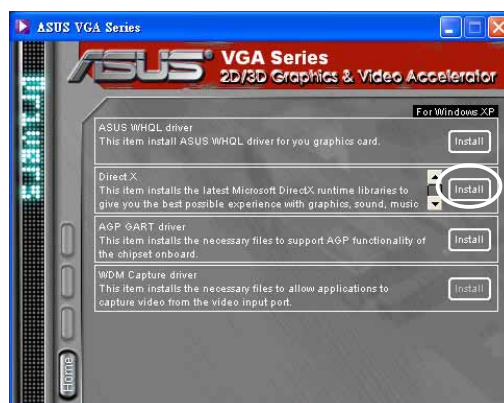 ASUS VGA Series
ASUS VGA Series
2D/3D Graphics & Video Accelerator
For Windows XP
ASUS WHQL driver
This item install ASUS WHQL driver for you graphics card.
Install
Direct X
This item installs the latest Microsoft DirectX runtime libraries to
give you the best possible experience with graphics, sound, music
Install
AGP GART driver
This item installs the necessary files to support AGP functionality of
the chipset onboard.
Install
WDM Capture driver
This item installs the necessary files to allow applications to
capture video from the video input port.
Install
Home